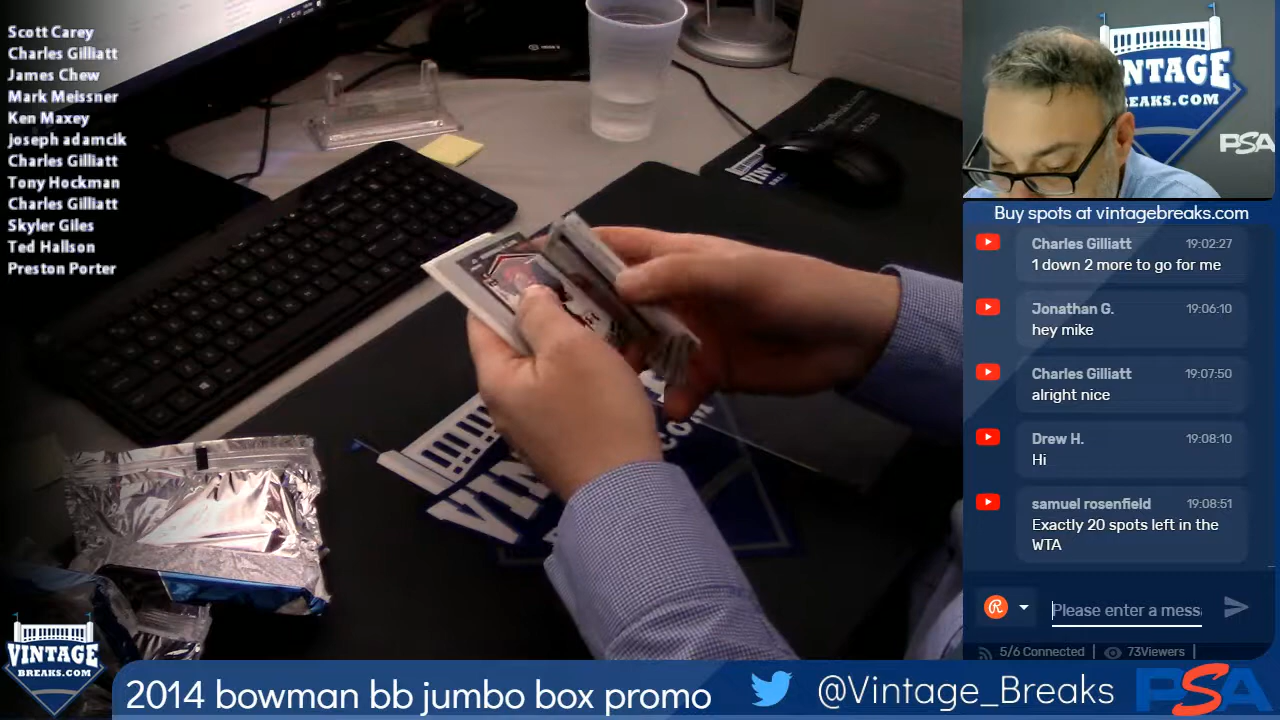 Scott Carey
Charles Gilliatt
James Chew
Mark Meissner
Ken Maxey
joseph adamcik
Charles Gilliatt
Tony Hockman
Charles Gilliatt
Skyler Giles
Ted Hallson
Preston Porter
VINTAGE
BREAKS.COM
PSA
Buy spots at vintagebreaks.com
Charles Gilliatt 19:02:27
1 down 2 more to go for me
Jonathan G. 19:06:10
hey mike
Charles Gilliatt 19:07:50
alright nice
Drew H. 19:08:10
Hi
samuel rosenfield 19:08:51
Exactly 20 spots left in the
WTA
Please enter a messa
5/6 Connected | 73Viewers |
VINT
VIN
.COM
VINTAGE
BREAKS.COM
2014 bowman bb jumbo box promo
@Vintage_Breaks
PSA